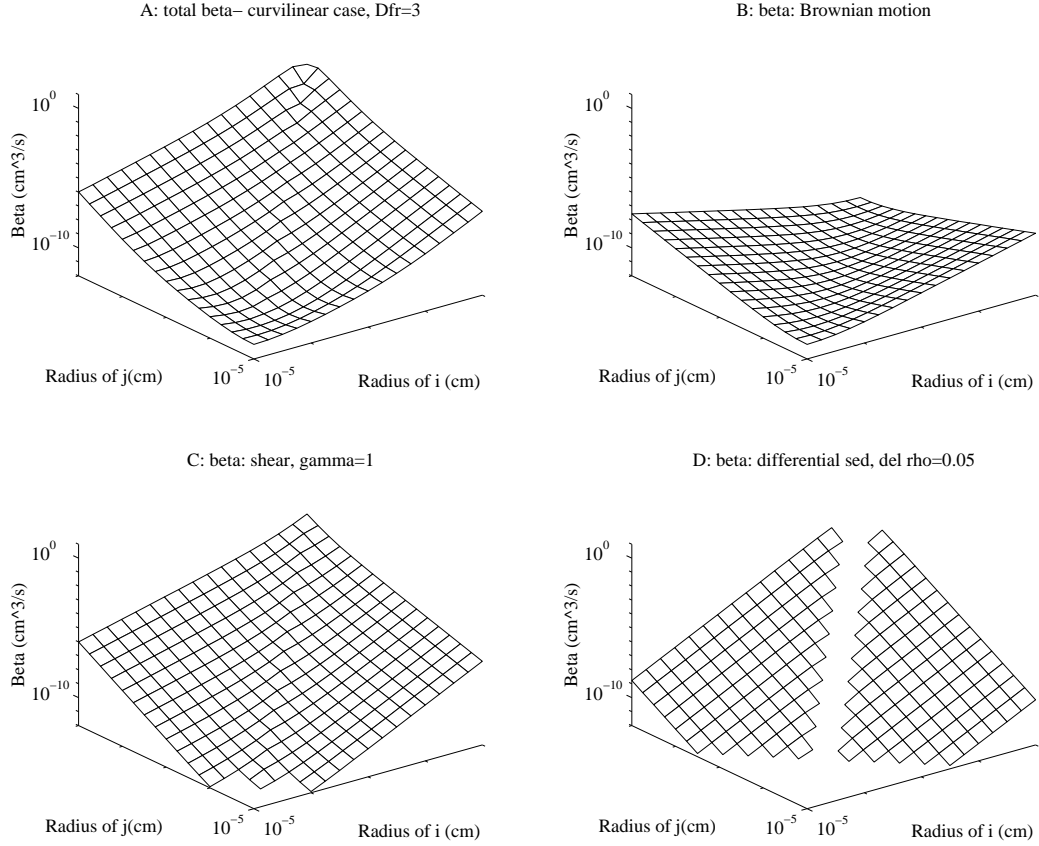 A: total beta– curvilinear case, Dfr=3
10^0
10^−10
Beta (cm^3/s)
Radius of j(cm)
10^−5
10^−5
Radius of i (cm)
B: beta: Brownian motion
10^0
10^−10
Beta (cm^3/s)
Radius of j(cm)
10^−5
10^−5
Radius of i (cm)
C: beta: shear, gamma=1
10^0
10^−10
Beta (cm^3/s)
Radius of j(cm)
10^−5
10^−5
Radius of i (cm)
D: beta: differential sed, del rho=0.05
10^0
10^−10
Beta (cm^3/s)
Radius of j(cm)
10^−5
10^−5
Radius of i (cm)